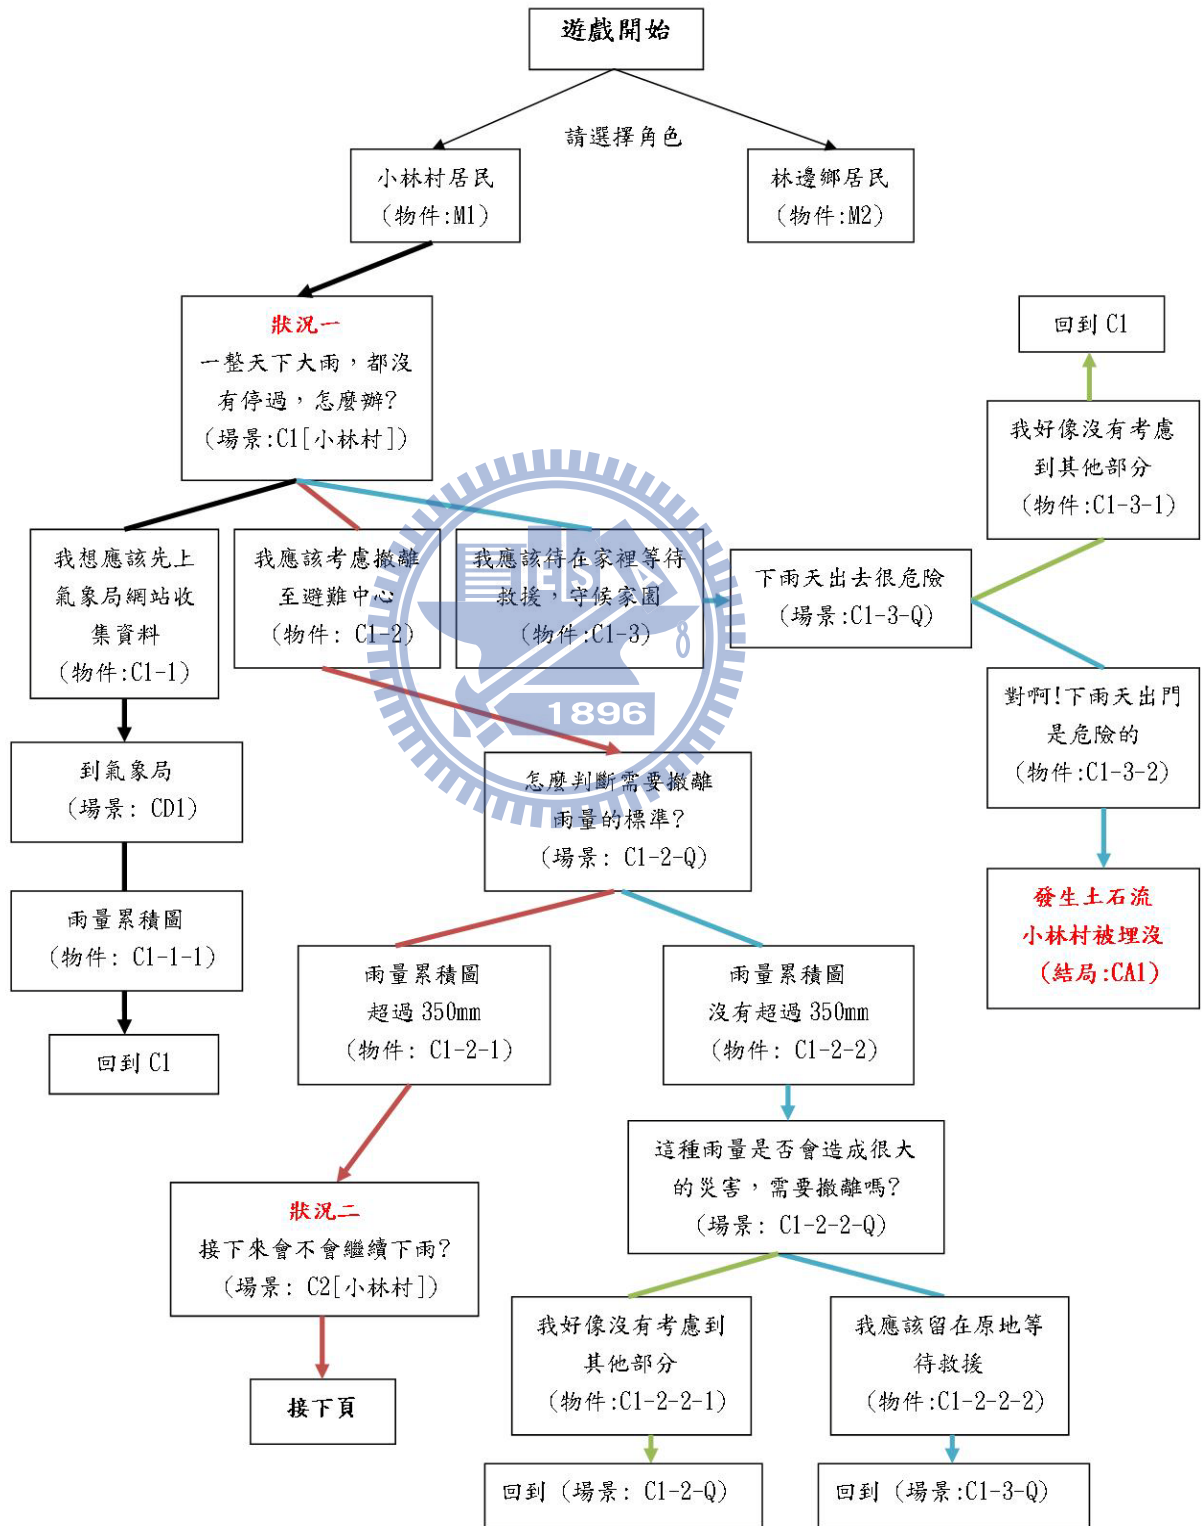 遊戲開始
請選擇角色
小林村居民
(物件:M1)
林邊鄉居民
(物件:M2)
狀況一
一整天下大雨，都沒
有停過，怎麼辦?
(場景:C1[小林村])
回到 C1
我好像沒有考慮
到其他部分
(物件:C1-3-1)
我想應該先上
氣象局網站收
集資料
(物件:C1-1)
我應該考慮撤離
至避難中心
(物件: C1-2)
我應該待在家裡等待
救援，守候家園
(物件:C1-3)
下雨天出去很危險
(場景:C1-3-Q)
ESA
1896
對啊!下雨天出門
是危險的
(物件:C1-3-2)
到氣象局
(場景: CD1)
怎麼判斷需要撤離
雨量的標準?
(場景: C1-2-Q)
發生土石流
小林村被埋沒
(結局:CA1)
雨量累積圖
(物件: C1-1-1)
雨量累積圖
超過 350mm
(物件: C1-2-1)
雨量累積圖
沒有超過 350mm
(物件: C1-2-2)
回到 C1
這種雨量是否會造成很大
的災害，需要撤離嗎?
(場景: C1-2-2-Q)
狀況二
接下來會不會繼續下雨?
(場景: C2[小林村])
我好像沒有考慮到
其他部分
(物件:C1-2-2-1)
我應該留在原地等
待救援
(物件:C1-2-2-2)
接下頁
回到 (場景: C1-2-Q)
回到 (場景:C1-3-Q)